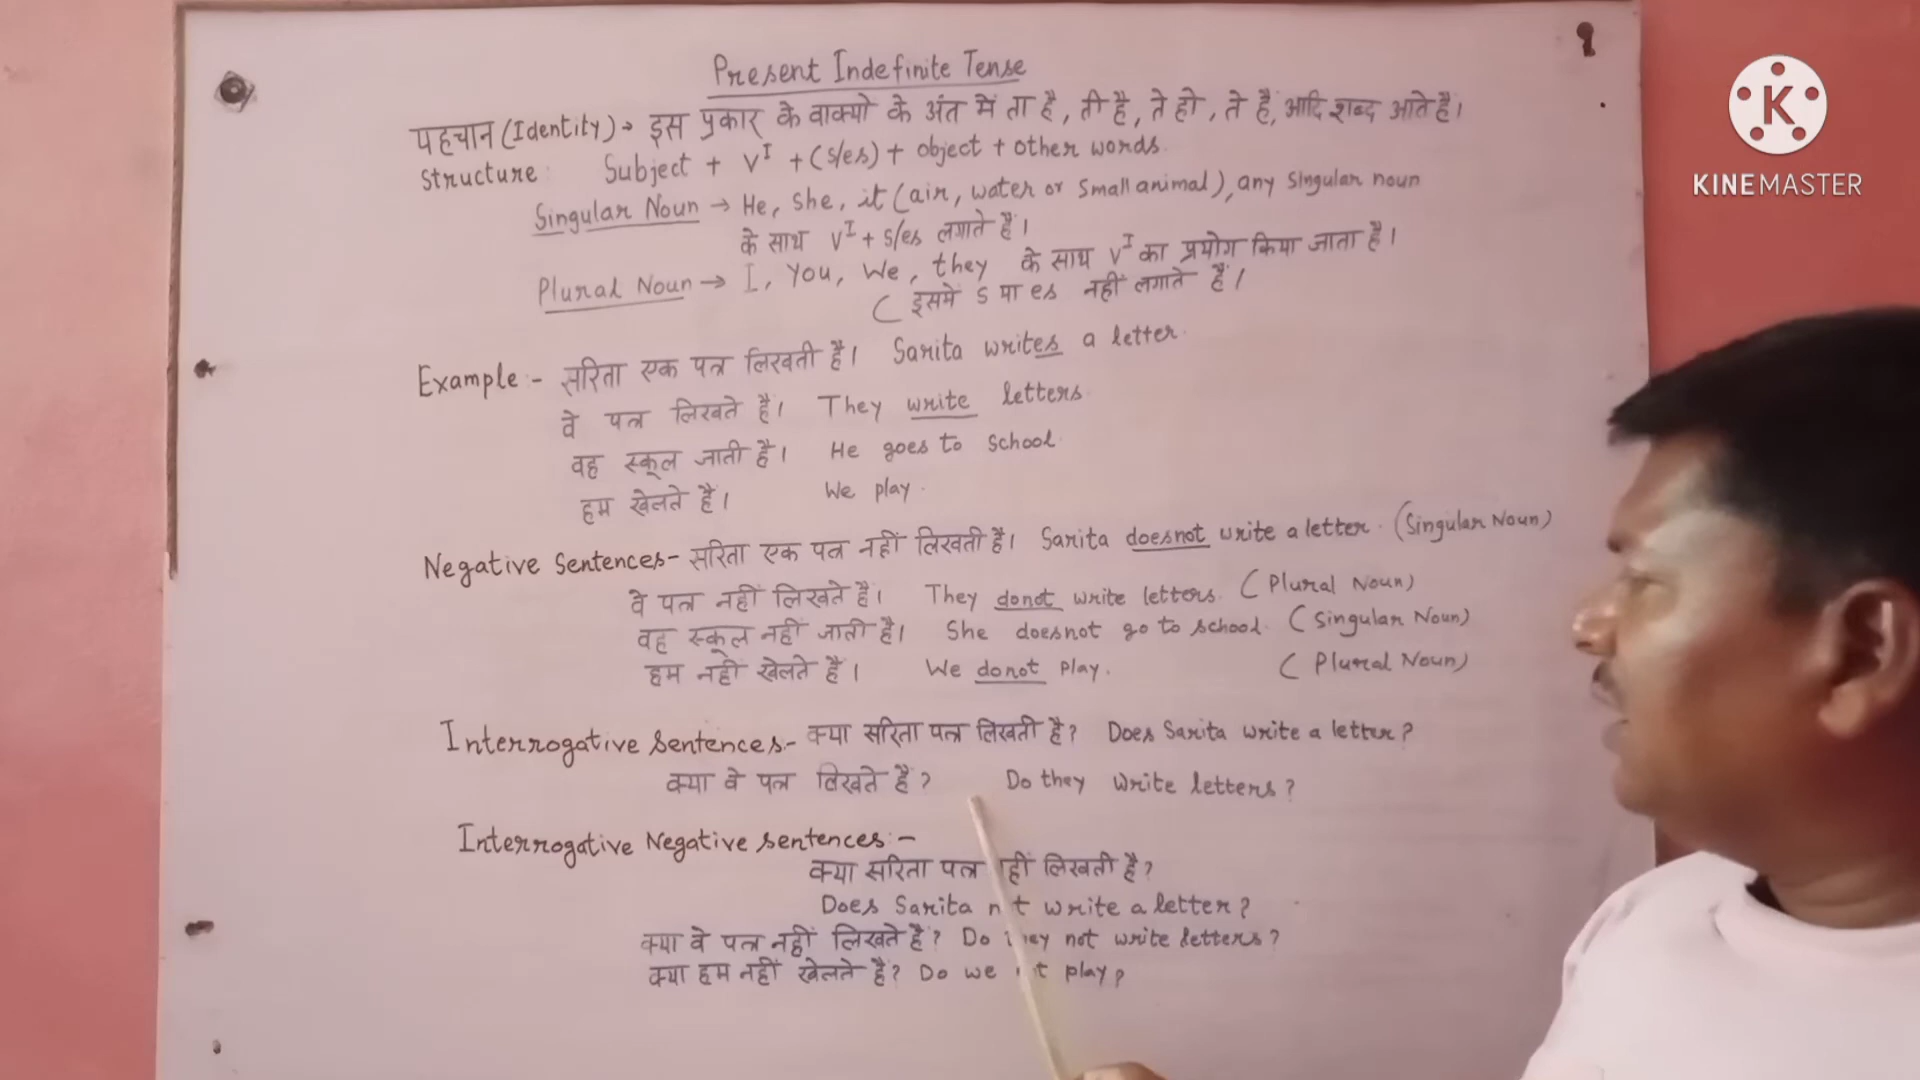 Present Indefinite Tense
पहचान (Identity) → इस प्रकार के वाक्यो के अंत में ता है, ती है, ते हो, ते हैं, आदि शब्द आते है।
Structure: Subject + V^I + (s/es) + object + other words.
Singular Noun → He, She, it (air, water or small animal), any singular noun
के साथ V^I + s/es लगाते हैं।
Plural Noun → I, You, We, they के साथ V^I का प्रयोग किया जाता है।
( इसमें s या es नहीं लगाते हैं।
Example:- सरिता एक पत्र लिखती है। Sarita writes a letter.
वे पत्र लिखते हैं। They write letters.
वह स्कूल जाती है। He goes to school.
हम खेलते हैं। We play.
Negative Sentences- सरिता एक पत्र नहीं लिखती है। Sarita doesnot write a letter. (Singular Noun)
वे पत्र नहीं लिखते हैं। They donot write letters. (Plural Noun)
वह स्कूल नहीं जाती है। She doesnot go to school. (Singular Noun)
हम नहीं खेलते हैं। We donot play. (Plural Noun)
Interrogative Sentences:- क्या सरिता पत्र लिखती है? Does Sarita write a letter?
क्या वे पत्र लिखते हैं? Do they write letters?
Interrogative Negative sentences:-
क्या सरिता पत्र लिखती है?
Does Sarita write a letter?
क्या वे पत्र नहीं लिखते हैं? Do not write letters?
क्या हम नहीं खेलते हैं? Do we play?
KINEMASTER